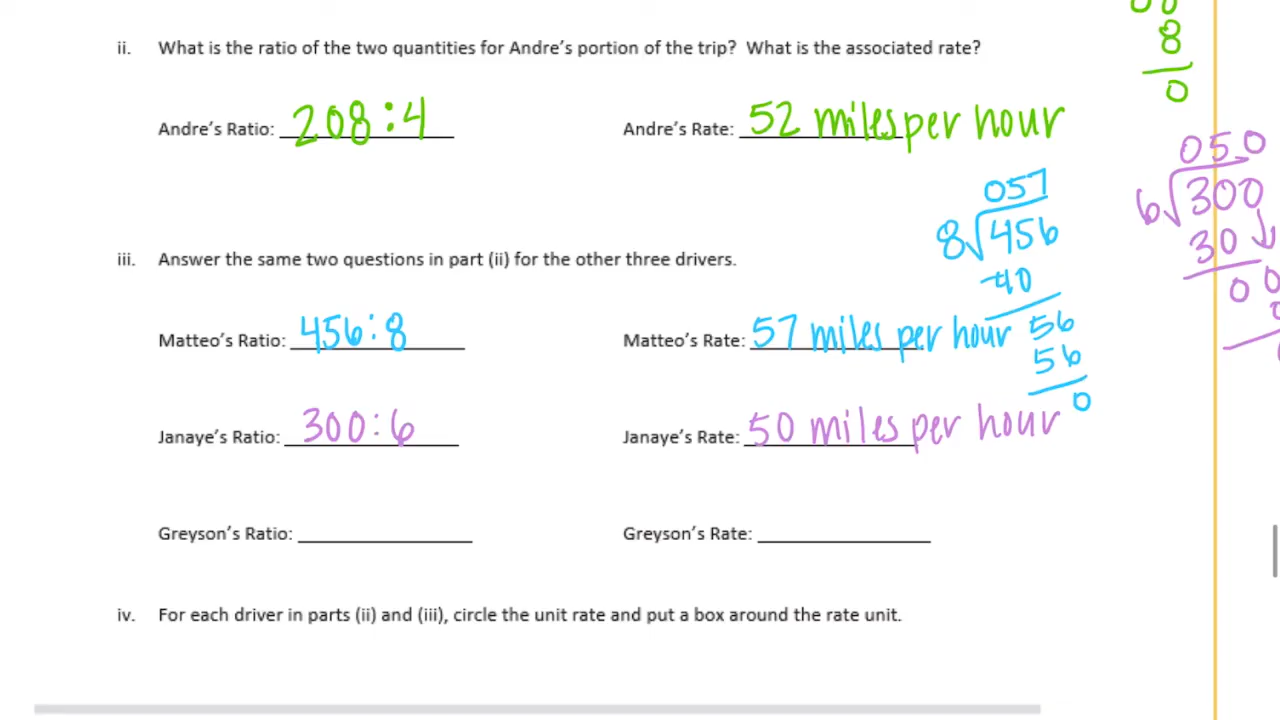 0 0
8
0
ii. What is the ratio of the two quantities for Andre's portion of the trip? What is the associated rate?
Andre's Ratio: 208:4 Andre's Rate: 52 miles per hour
050
6 300
30
0 0
057
8 456
-40
56
56
0
iii. Answer the same two questions in part (ii) for the other three drivers.
Matteo's Ratio: 456:8 Matteo's Rate: 57 miles per hour
Janaye's Ratio: 300:6 Janaye's Rate: 50 miles per hour
Greyson's Ratio: Greyson's Rate:
iv. For each driver in parts (ii) and (iii), circle the unit rate and put a box around the rate unit.